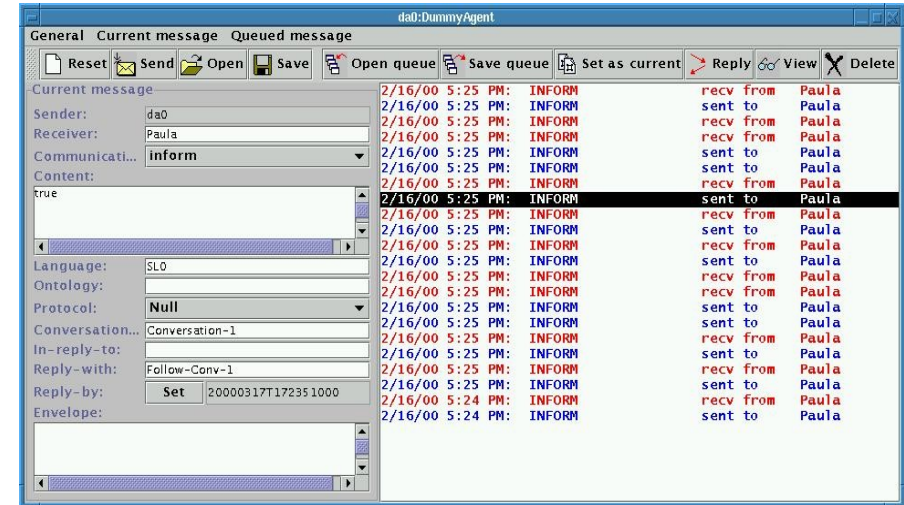 da0:DummyAgent
General Current message Queued message
Reset Send Open Save Open queue Save queue Set as current Reply View Delete
Current message
Sender: da0
Receiver: Paula
Communicati... inform
Content:
true
Language: SL0
Ontology:
Protocol: Null
Conversation... Conversation-1
In-reply-to:
Reply-with: Follow-Conv-1
Reply-by: Set 20000317T172351000
Envelope:
2/16/00 5:25 PM: INFORM recv from Paula
2/16/00 5:25 PM: INFORM sent to Paula
2/16/00 5:25 PM: INFORM recv from Paula
2/16/00 5:25 PM: INFORM recv from Paula
2/16/00 5:25 PM: INFORM sent to Paula
2/16/00 5:25 PM: INFORM sent to Paula
2/16/00 5:25 PM: INFORM recv from Paula
2/16/00 5:25 PM: INFORM sent to Paula
2/16/00 5:25 PM: INFORM recv from Paula
2/16/00 5:25 PM: INFORM sent to Paula
2/16/00 5:25 PM: INFORM recv from Paula
2/16/00 5:25 PM: INFORM sent to Paula
2/16/00 5:25 PM: INFORM recv from Paula
2/16/00 5:25 PM: INFORM recv from Paula
2/16/00 5:25 PM: INFORM sent to Paula
2/16/00 5:25 PM: INFORM sent to Paula
2/16/00 5:25 PM: INFORM recv from Paula
2/16/00 5:25 PM: INFORM sent to Paula
2/16/00 5:25 PM: INFORM recv from Paula
2/16/00 5:25 PM: INFORM sent to Paula
2/16/00 5:24 PM: INFORM recv from Paula
2/16/00 5:24 PM: INFORM sent to Paula